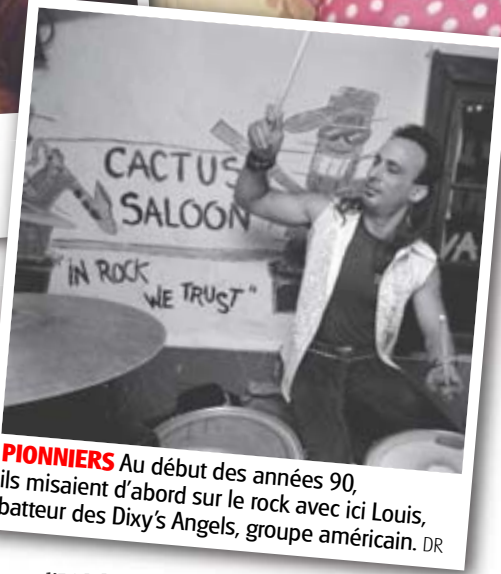 CACTUS
SALOON
"IN ROCK
WE TRUST"
VA
PIONNIERS Au début des années 90,
ils misaient d'abord sur le rock avec ici Louis,
batteur des Dixy's Angels, groupe américain. DR